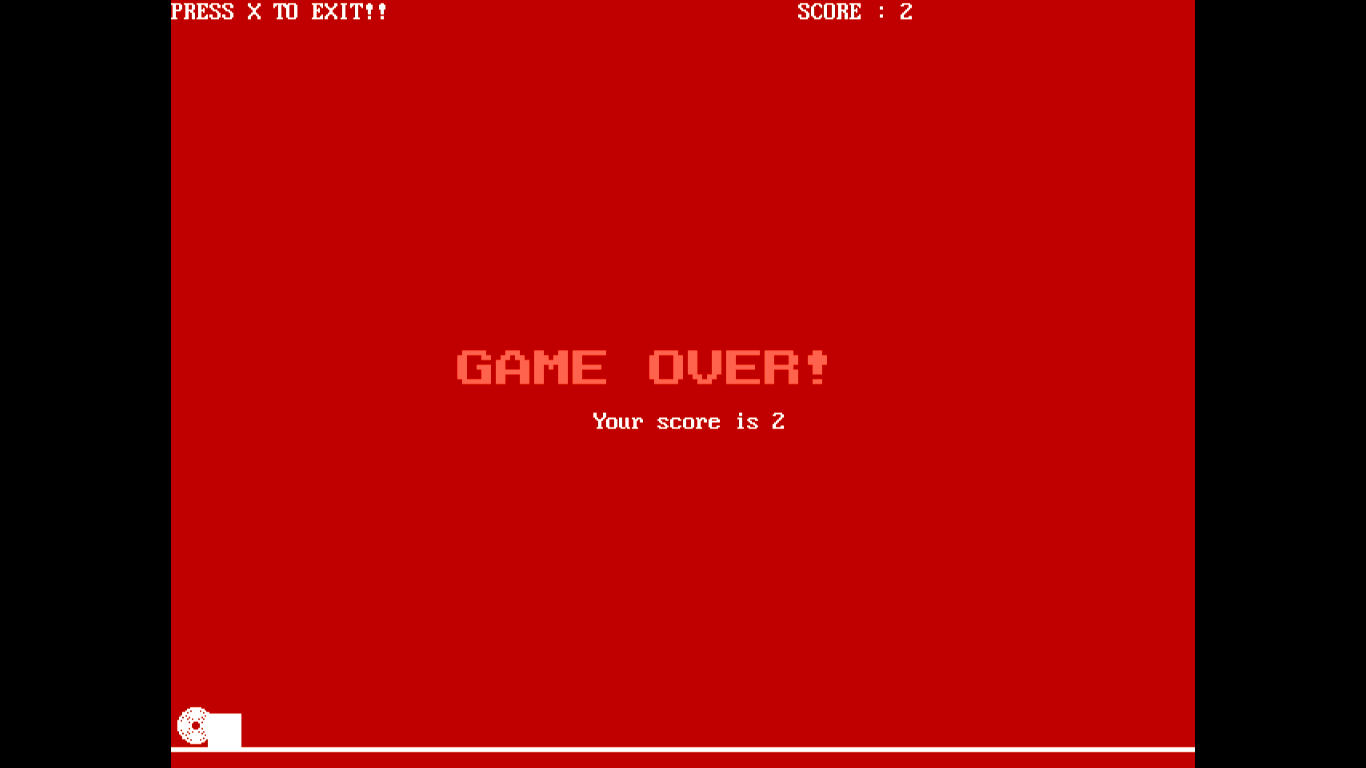 PRESS X TO EXIT!!
SCORE : 2
GAME OVER!
Your score is 2